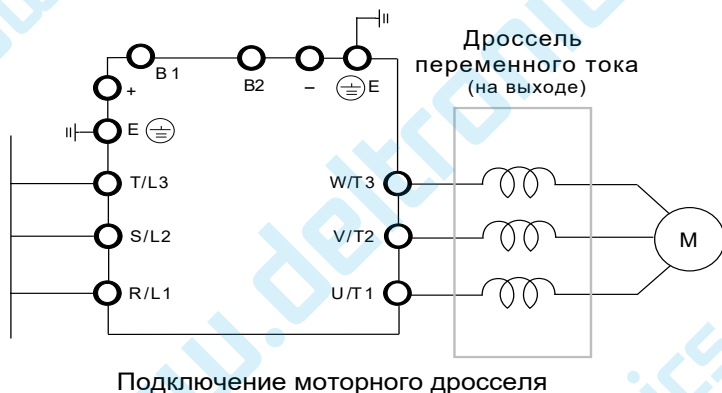 Дроссель
переменного тока
(на выходе)
B1
B2
–
E
+
E
T/L3
W/T3
S/L2
V/T2
M
R/L1
U/T1
Подключение моторного дросселя